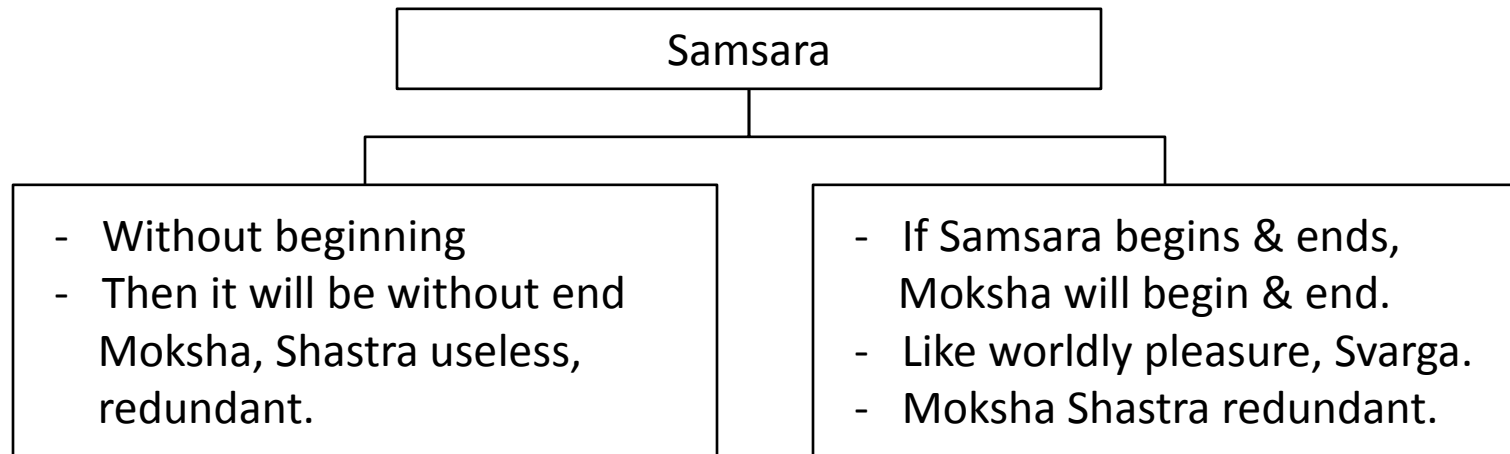 Samsara
- Without beginning
- Then it will be without end
Moksha, Shastra useless,
redundant.
- If Samsara begins & ends,
Moksha will begin & end.
- Like worldly pleasure, Svarga.
- Moksha Shastra redundant.